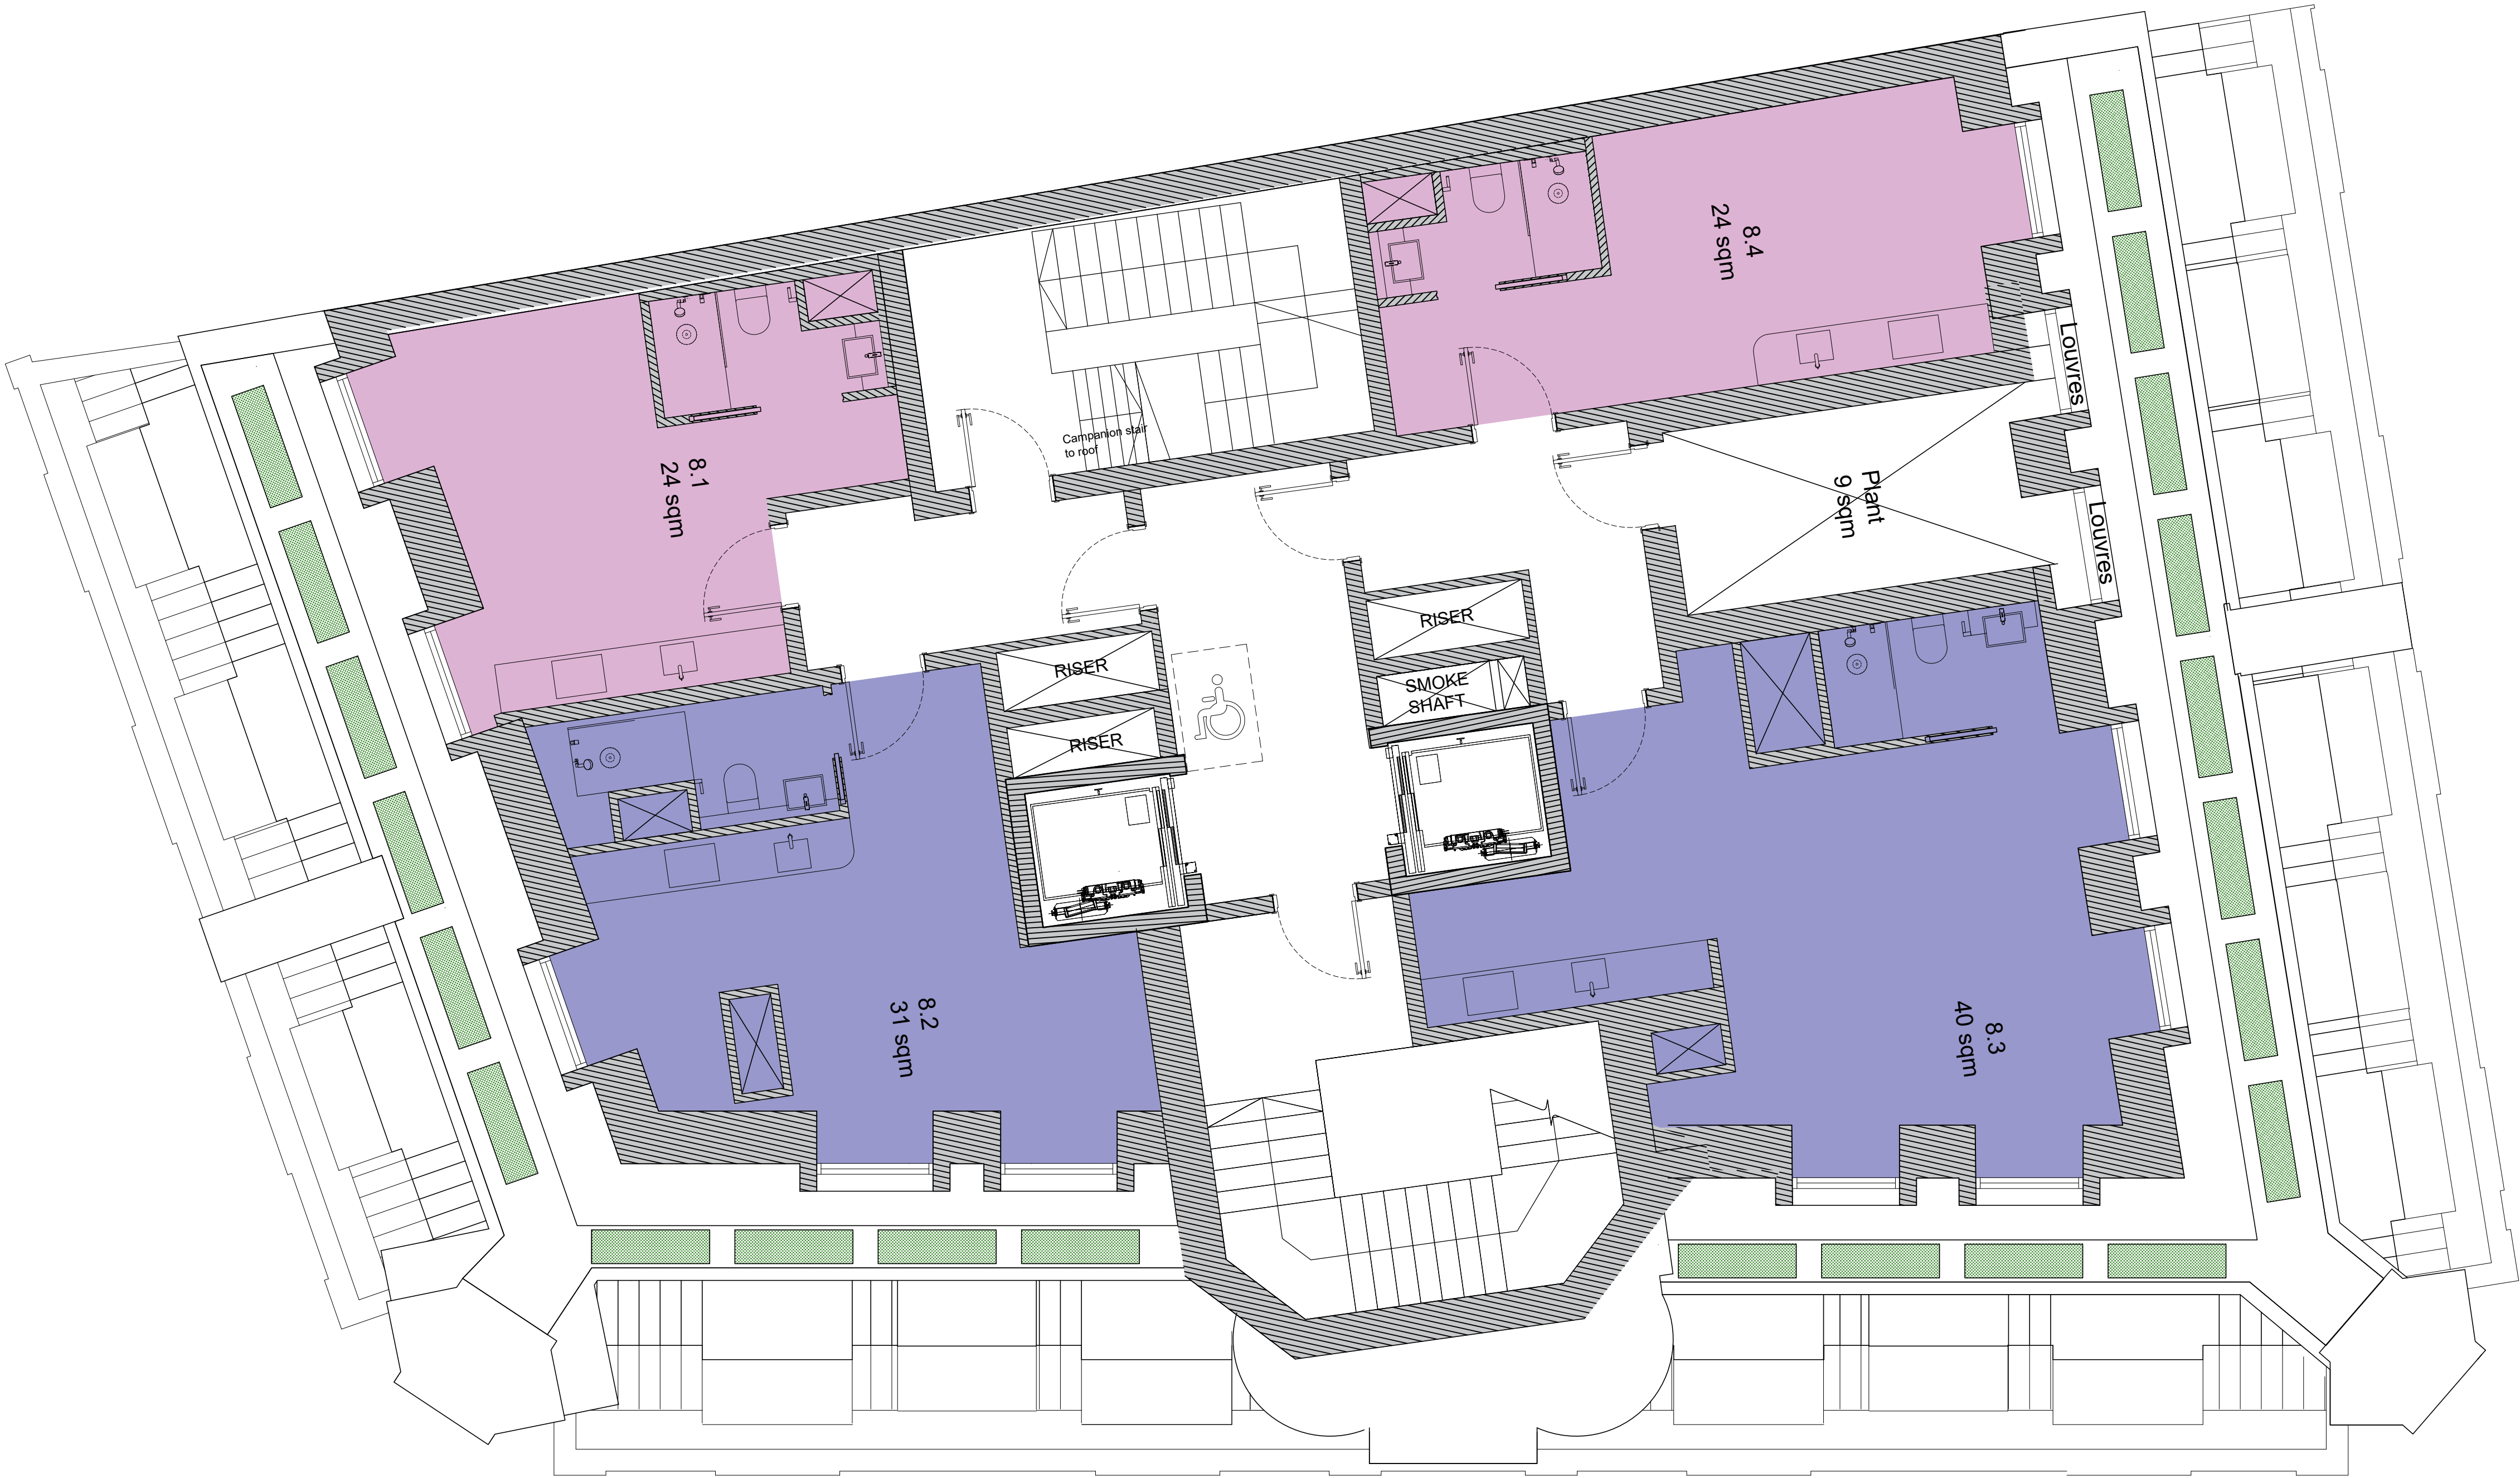 8.4
24 sqm
Louvres
Campanion stair
to roof
8.1
24 sqm
Plant
9 sqm
Louvres
RISER
RISER
SMOKE
SHAFT
RISER
8.2
31 sqm
8.3
40 sqm